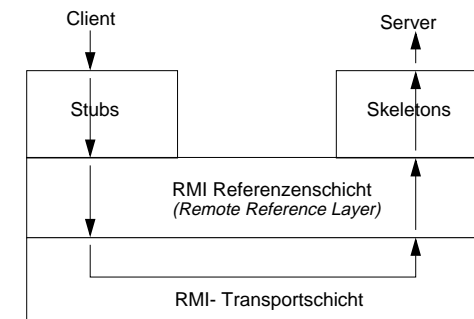 Client
Server
Stubs
Skeletons
RMI Referenzenschicht
(Remote Reference Layer)
RMI- Transportschicht